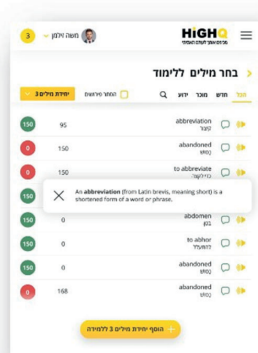 משה זילמן
3
HIGHQ
בחר מילים ללימוד
הכל חדש מוכר ידוע
הסתר פירושים
יחידת מילים 3
abbreviation
קיצור
95
150
abandoned
נטוש
150
0
to abbreviate
150
0
An abbreviation (from Latin brevis, meaning short) is a
shortened form of a word or phrase.
150
abdomen
בטן
0
150
to abhor
0
150
abandoned
נטוש
0
150
abandoned
נטוש
168
0
הוסף יחידת מילים 3 ללמידה